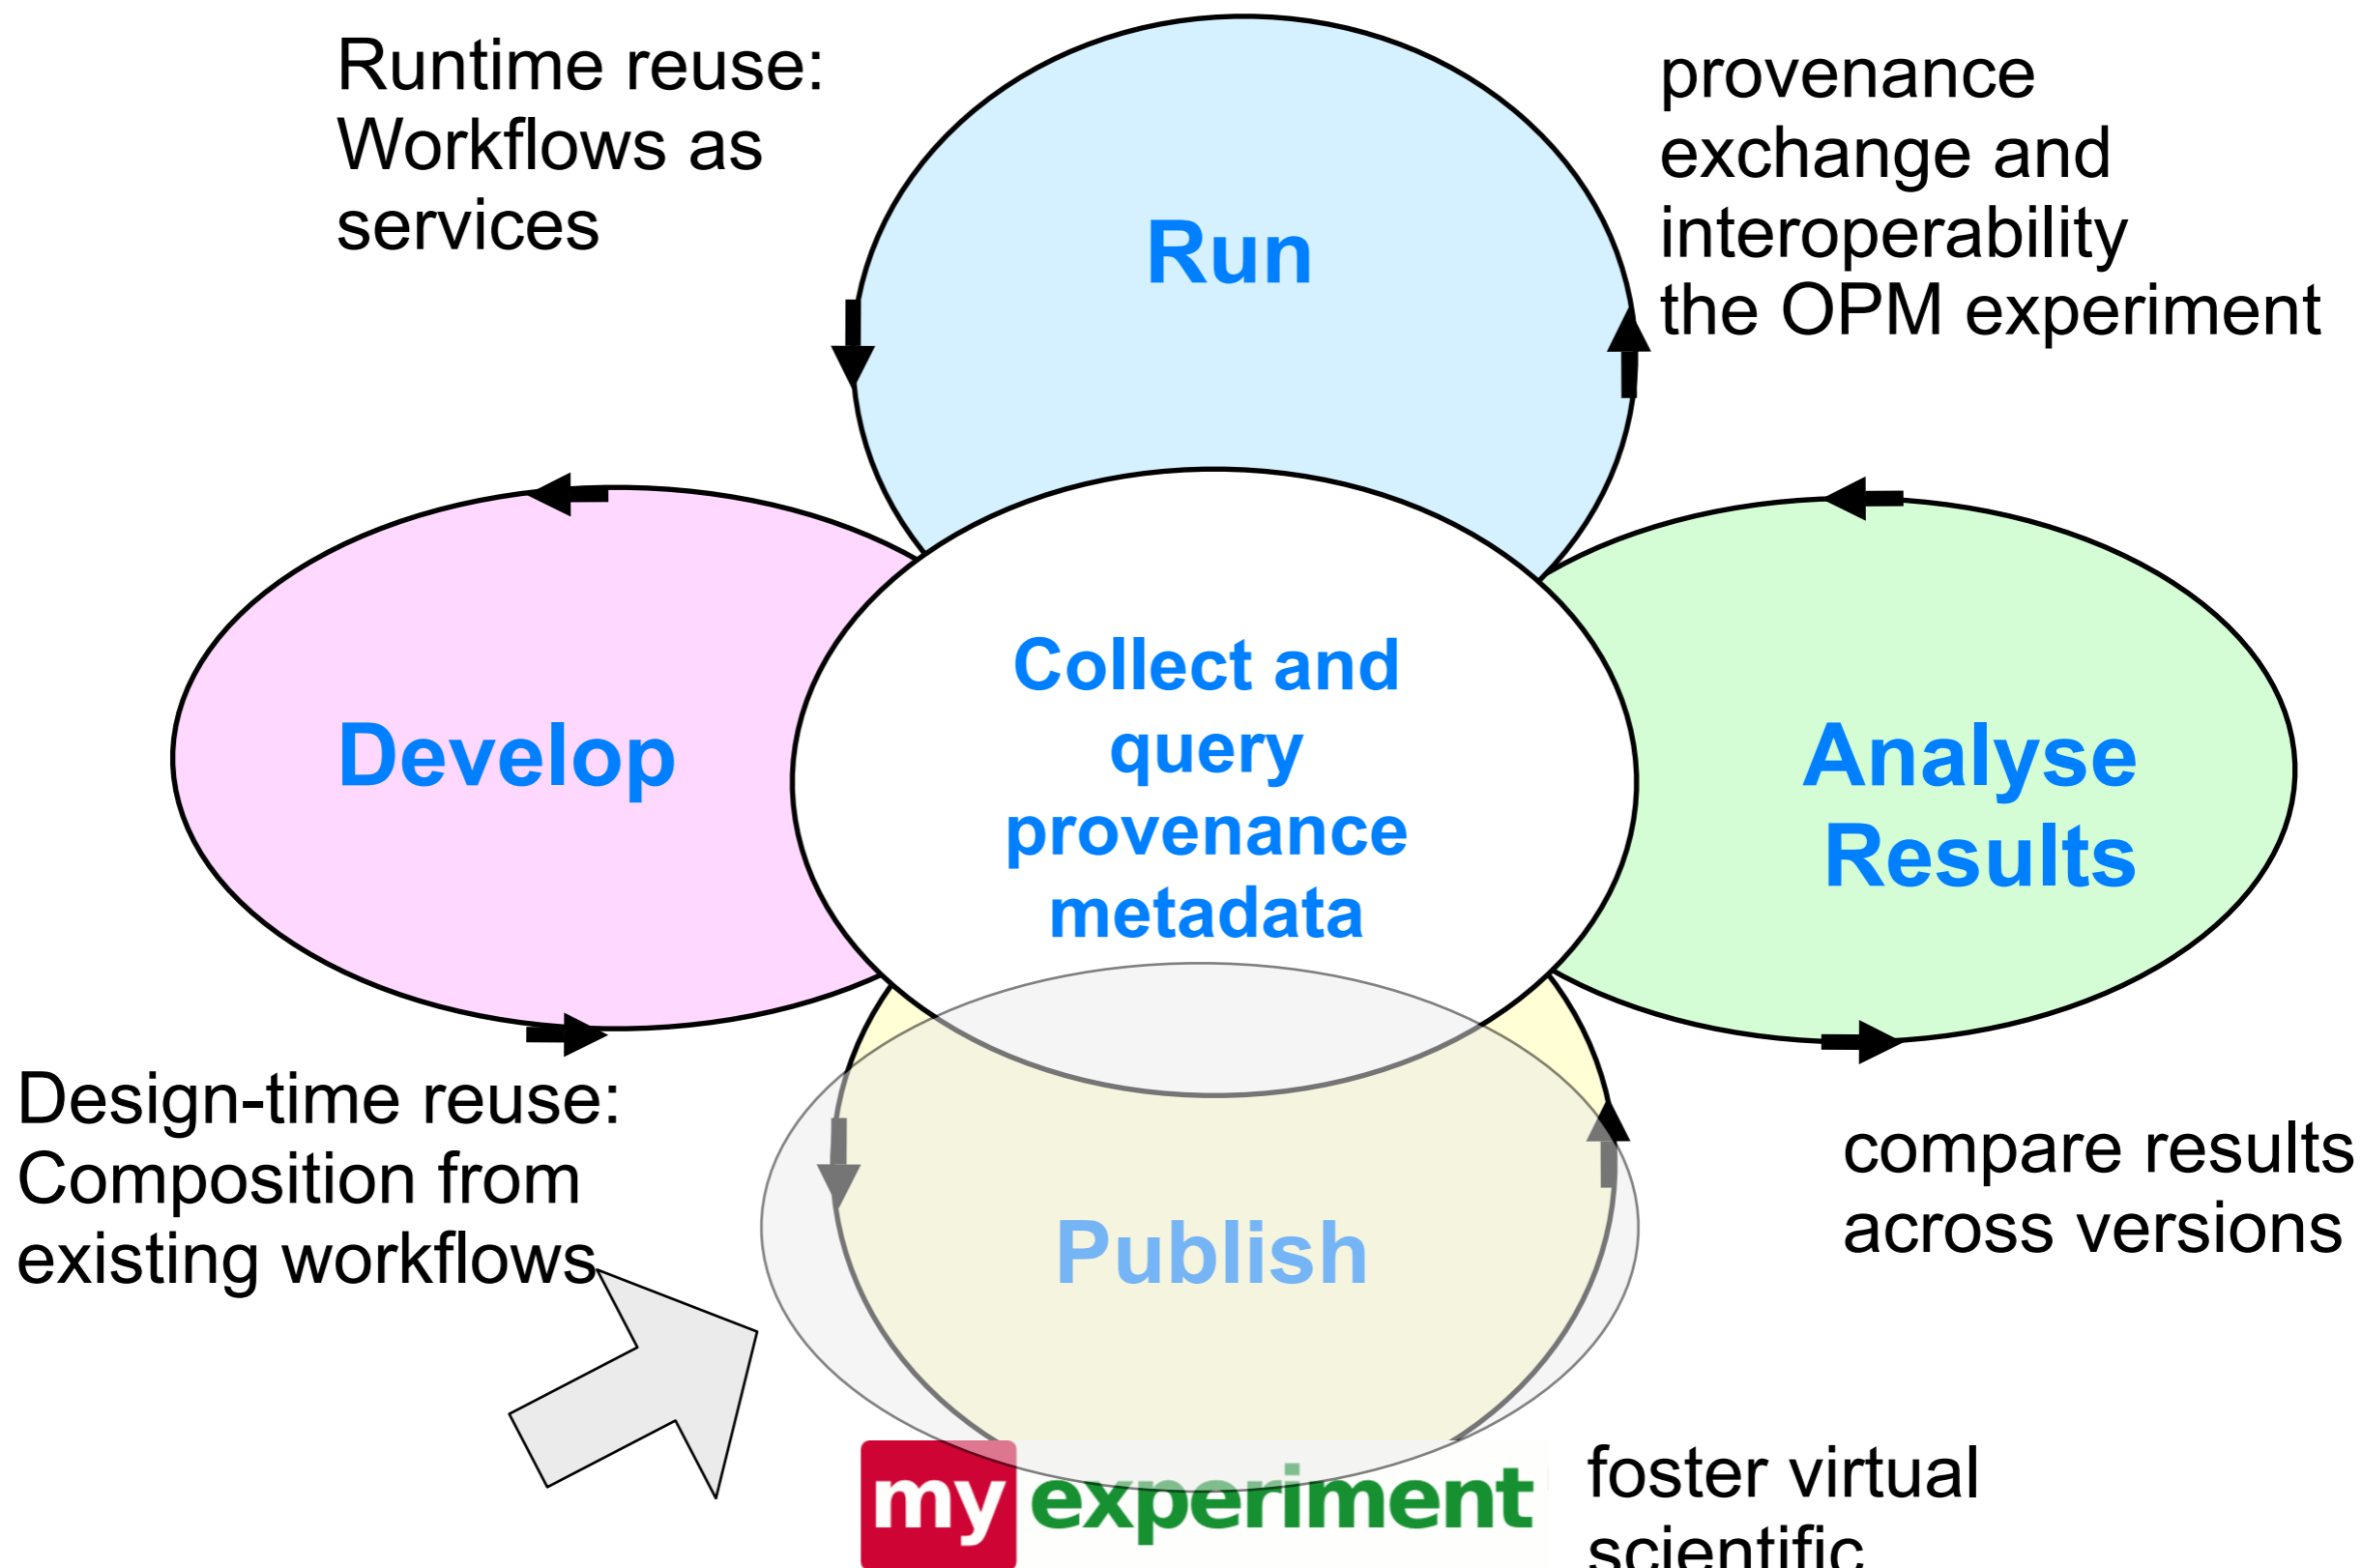 Runtime reuse:
Workflows as
services
provenance
exchange and
interoperability
the OPM experiment
Run
Collect and
query
provenance
metadata
Develop
Analyse
Results
Design-time reuse:
Composition from
existing workflows
compare results
across versions
Publish
my experiment
foster virtual
scientific